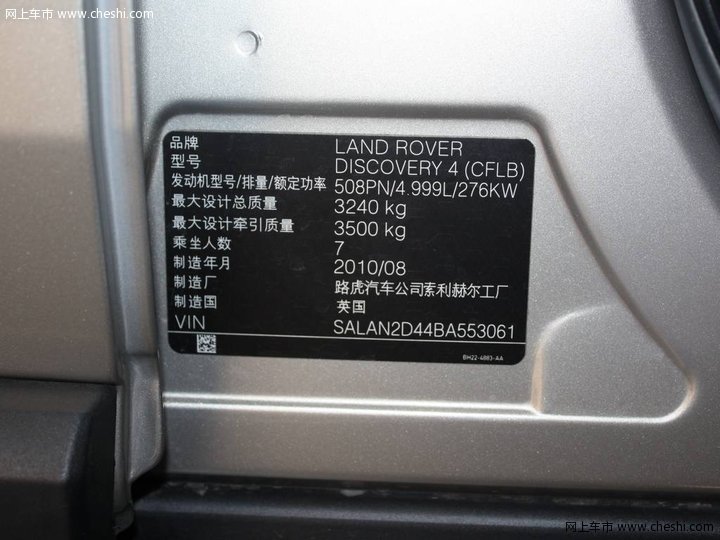 网上车市 www.cheshi.com
品牌 LAND ROVER
型号 DISCOVERY 4 (CFLB)
发动机型号/排量/额定功率 508PN/4.999L/276KW
最大设计总质量 3240 kg
最大设计牵引质量 3500 kg
乘坐人数 7
制造年月 2010/08
制造厂 路虎汽车公司索利赫尔工厂
制造国 英国
VIN SALAN2D44BA553061
BH22-4883-AA
网上车市 www.cheshi.com